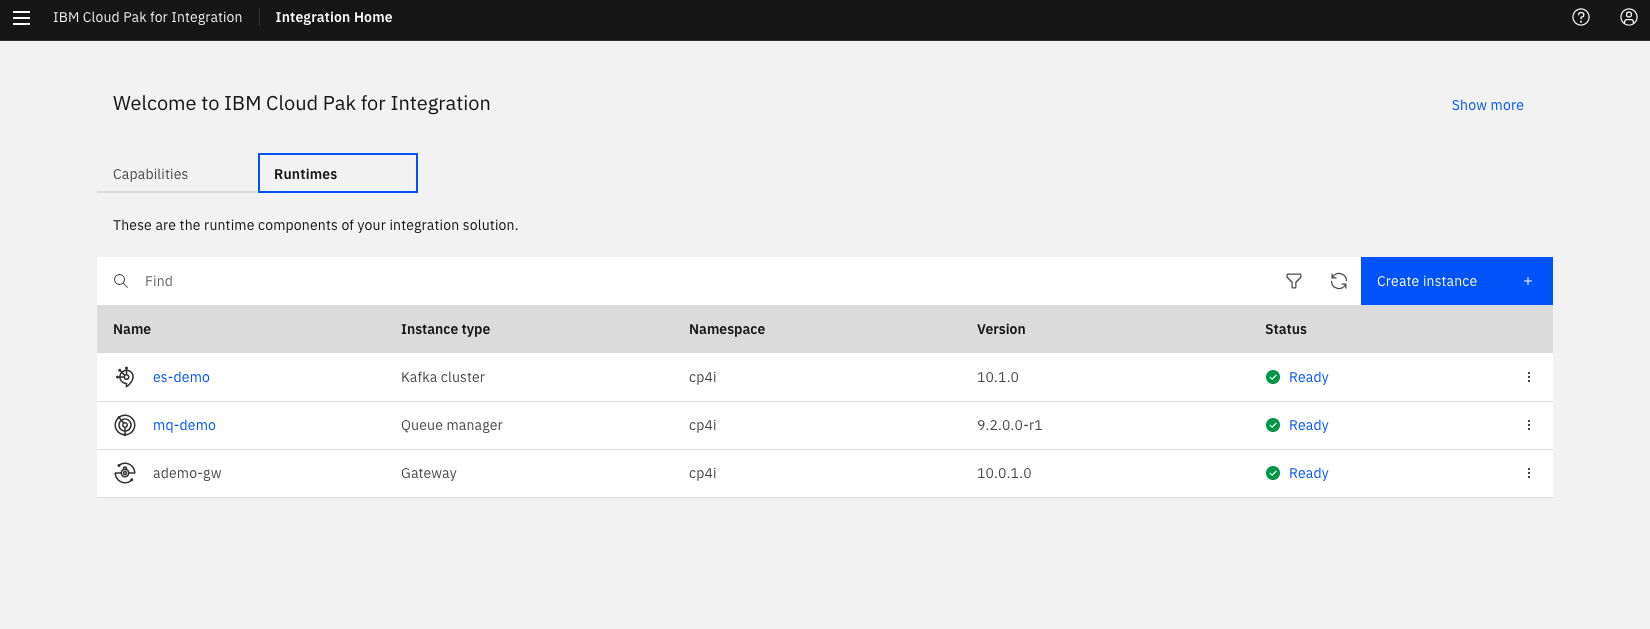 IBM Cloud Pak for Integration Integration Home
Welcome to IBM Cloud Pak for Integration Show more
Capabilities Runtimes
These are the runtime components of your integration solution.
Find Create instance +
Name Instance type Namespace Version Status
es-demo Kafka cluster cp4i 10.1.0 Ready
mq-demo Queue manager cp4i 9.2.0.0-r1 Ready
ademo-gw Gateway cp4i 10.0.1.0 Ready